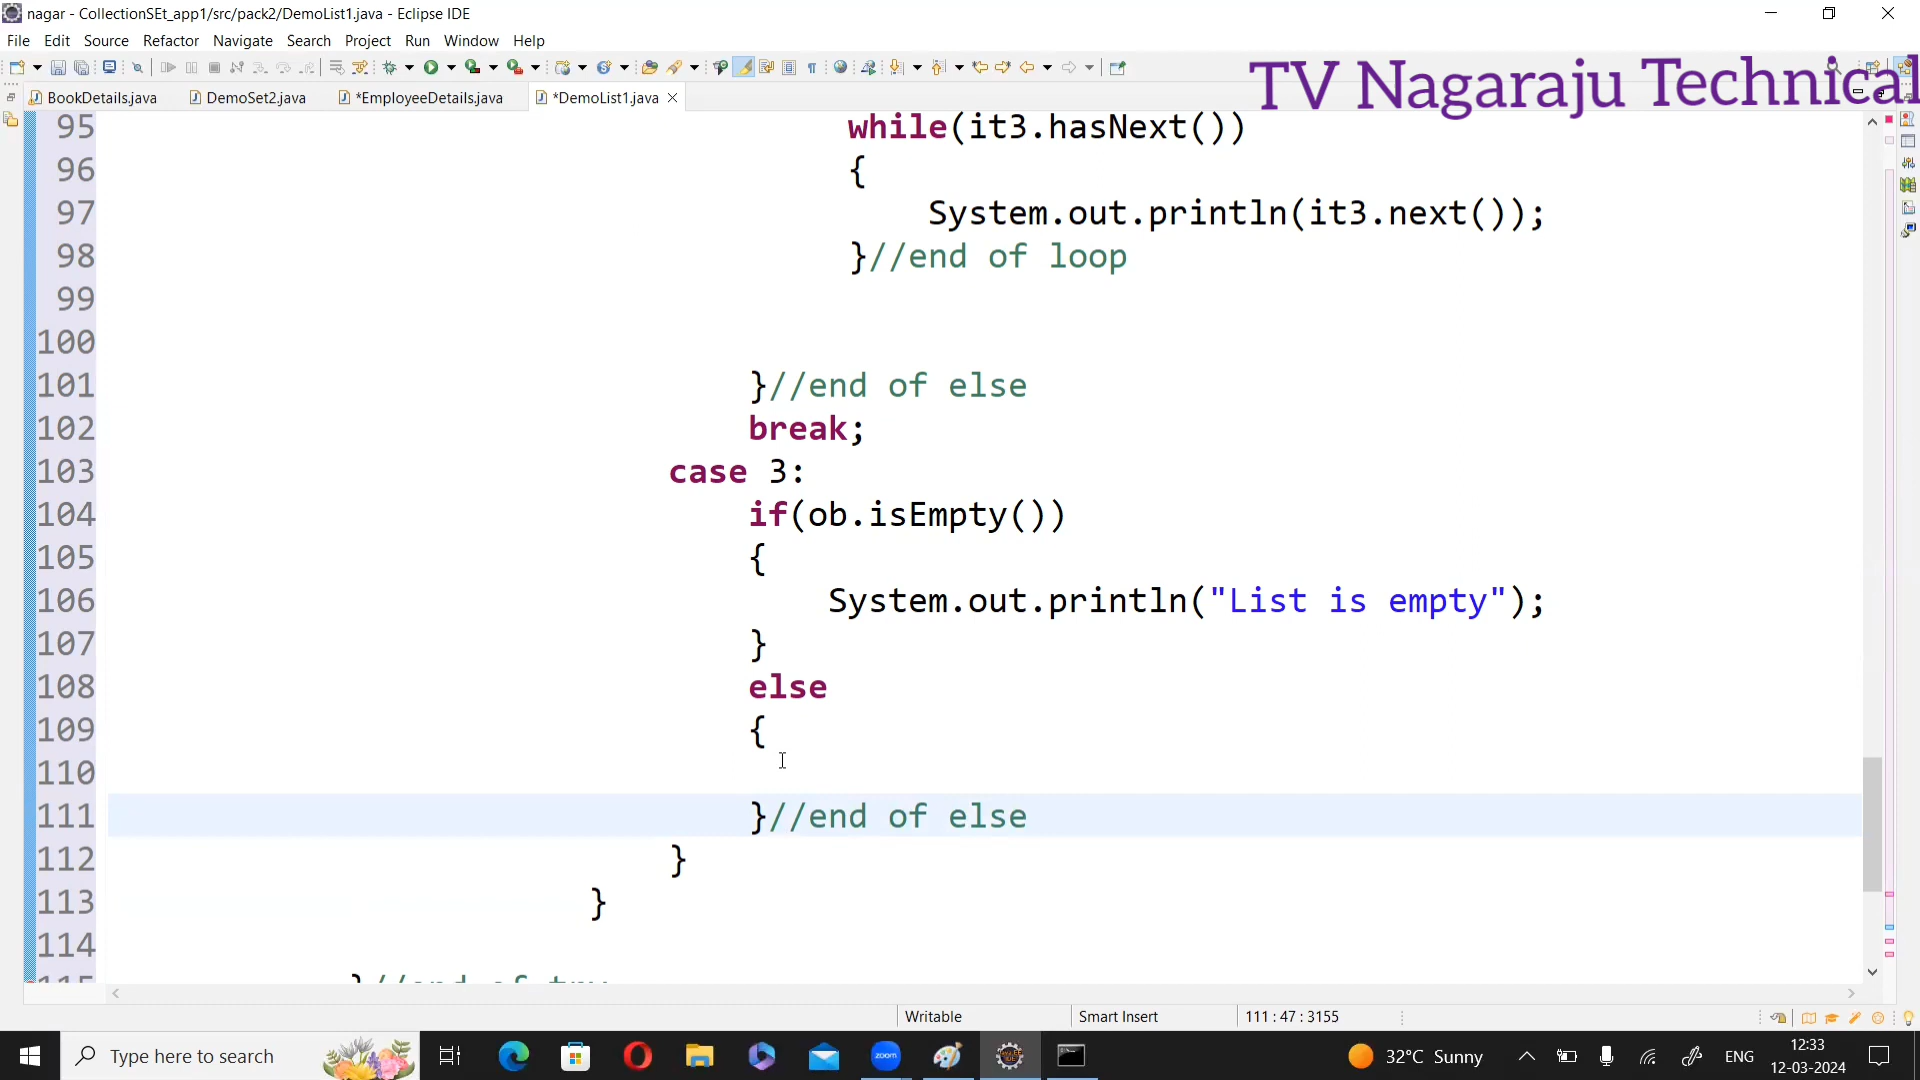 nagar - CollectionSEt_app1/src/pack2/DemoList1.java - Eclipse IDE
File Edit Source Refactor Navigate Search Project Run Window Help
TV Nagaraju Technical
BookDetails.java DemoSet2.java *EmployeeDetails.java *DemoList1.java
95 while(it3.hasNext())
96 {
97 System.out.println(it3.next());
98 }//end of loop
99
100
101 }//end of else
102 break;
103 case 3:
104 if(ob.isEmpty())
105 {
106 System.out.println("List is empty");
107 }
108 else
109 {
110
111 }//end of else
112 }
113 }
114
115 }//end of try
Writable Smart Insert 111 : 47 : 3155
Type here to search zoom 32°C Sunny ENG 12:33
12-03-2024